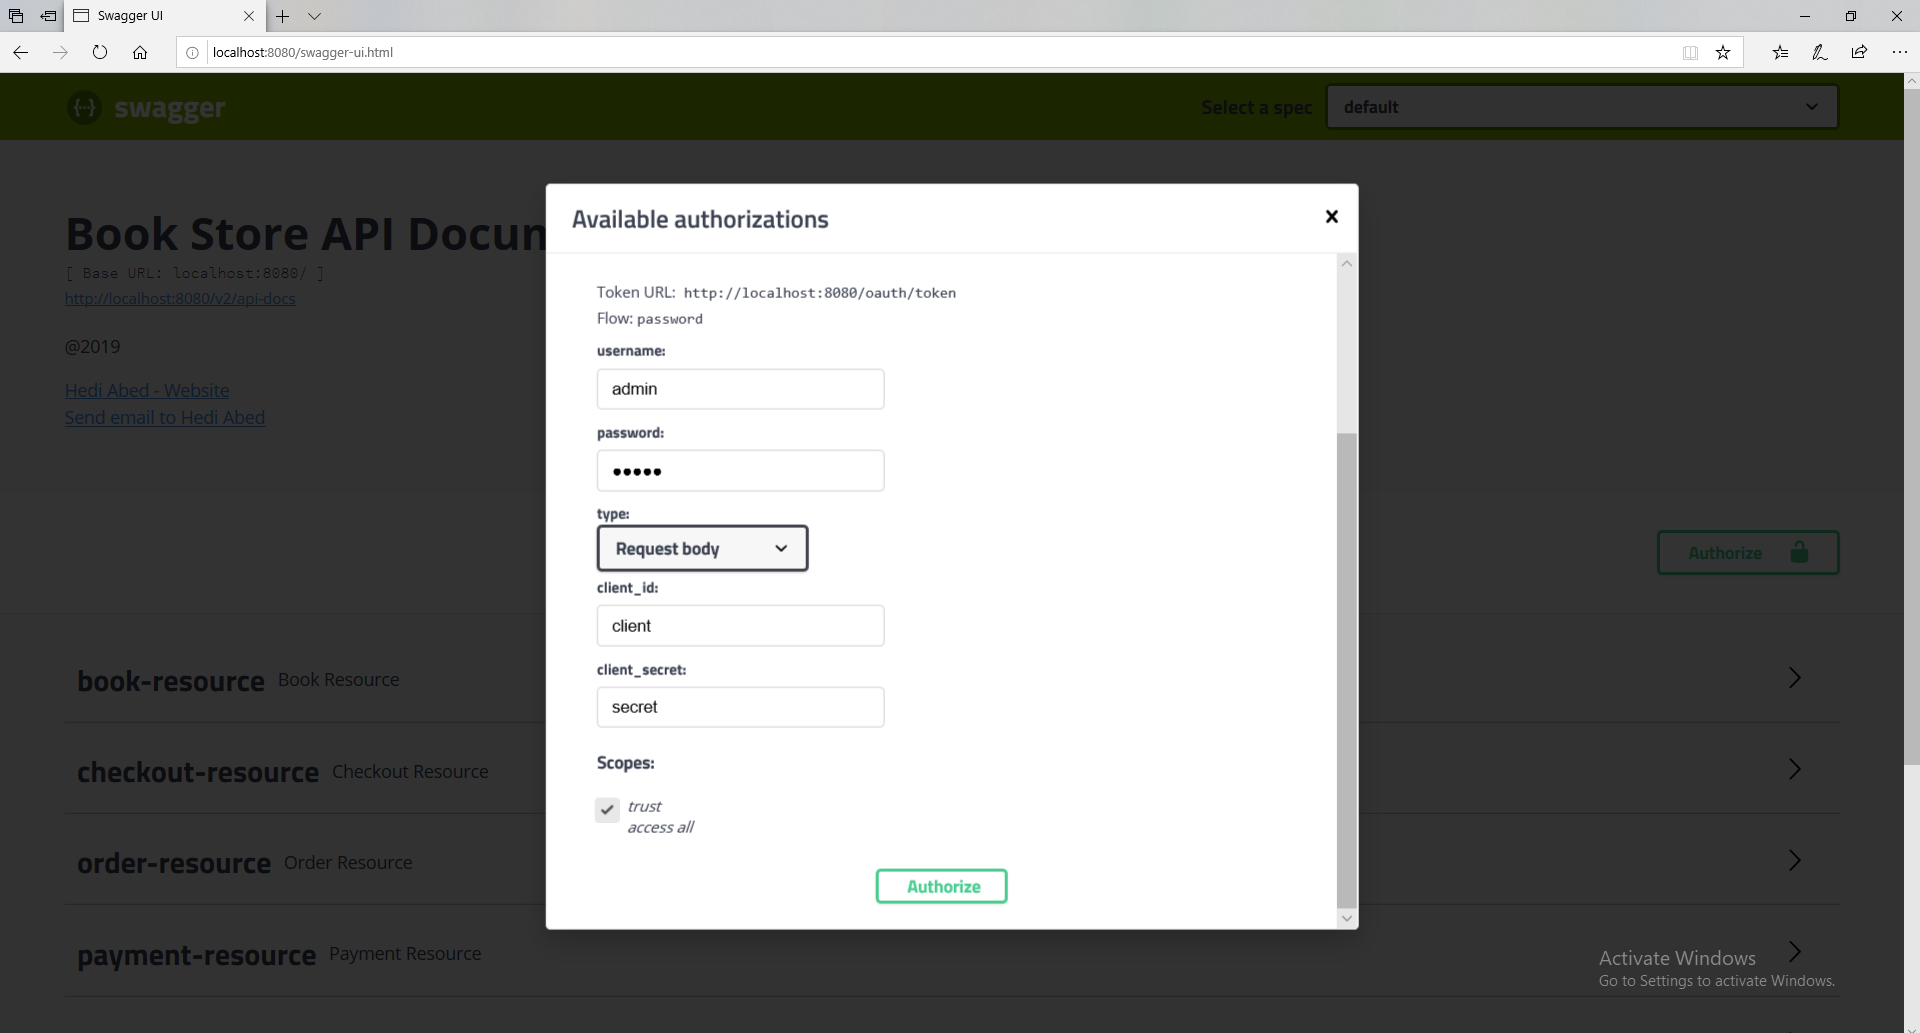 Swagger UI
localhost:8080/swagger-ui.html
swagger
Select a spec
default
Book Store API Docun
[ Base URL: localhost:8080/ ]
http://localhost:8080/v2/api-docs
@2019
Hedi Abed - Website
Send email to Hedi Abed
Authorize
Available authorizations
Token URL: http://localhost:8080/oauth/token
Flow: password
username:
admin
password:
•••••
type:
Request body
client_id:
client
client_secret:
secret
Scopes:
trust
access all
Authorize
book-resource Book Resource
checkout-resource Checkout Resource
order-resource Order Resource
payment-resource Payment Resource
Activate Windows
Go to Settings to activate Windows.